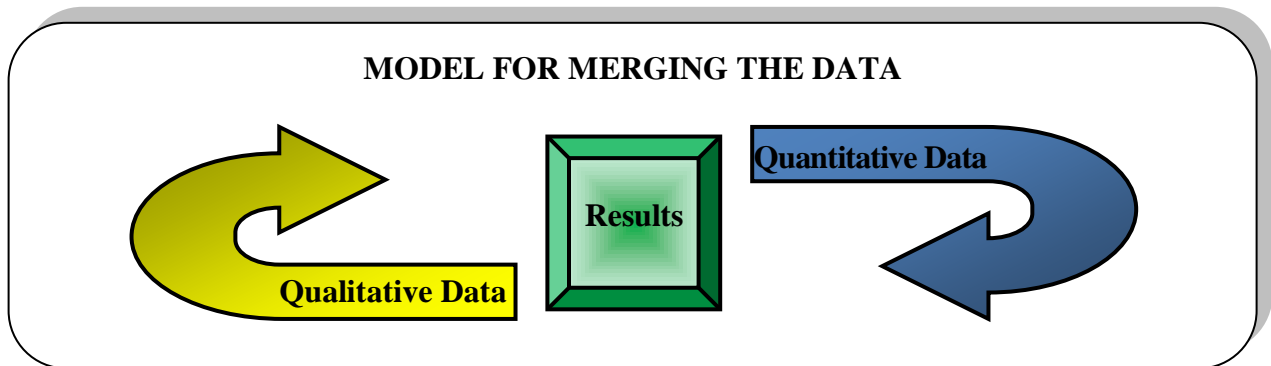 MODEL FOR MERGING THE DATA
Quantitative Data
Results
Qualitative Data